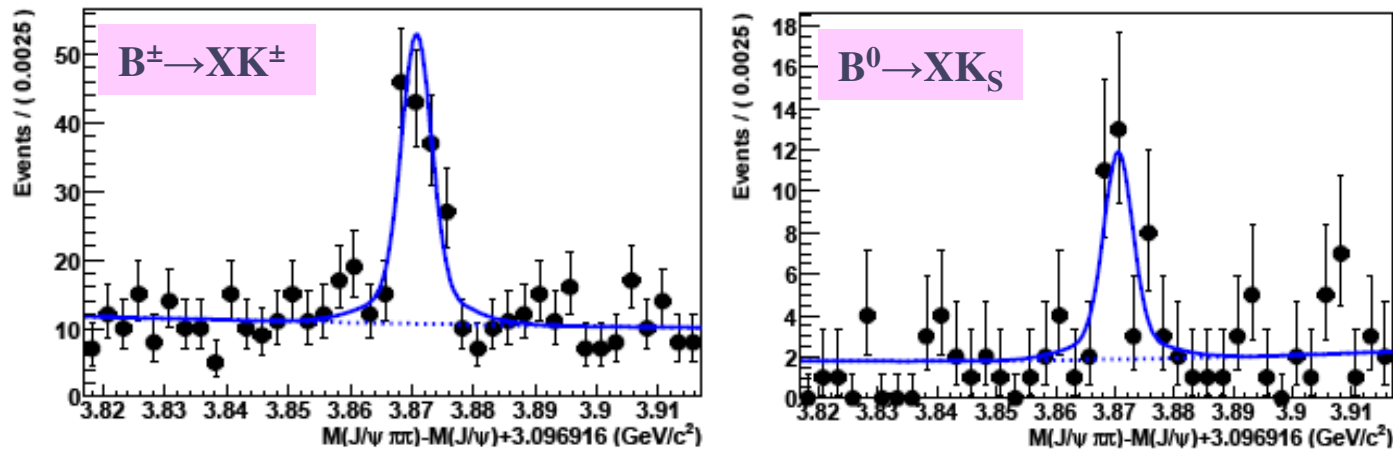 B±→XK±
Events / ( 0.0025 )
50
40
30
20
10
0
3.82 3.83 3.84 3.85 3.86 3.87 3.88 3.89 3.9 3.91
M(J/ψ ππ)-M(J/ψ)+3.096916 (GeV/c²)
B⁰→XKS
Events / ( 0.0025
18
16
14
12
10
8
6
4
2
0
3.82 3.83 3.84 3.85 3.86 3.87 3.88 3.89 3.9 3.91
M(J/ψ ππ)-M(J/ψ)+3.096916 (GeV/c²)